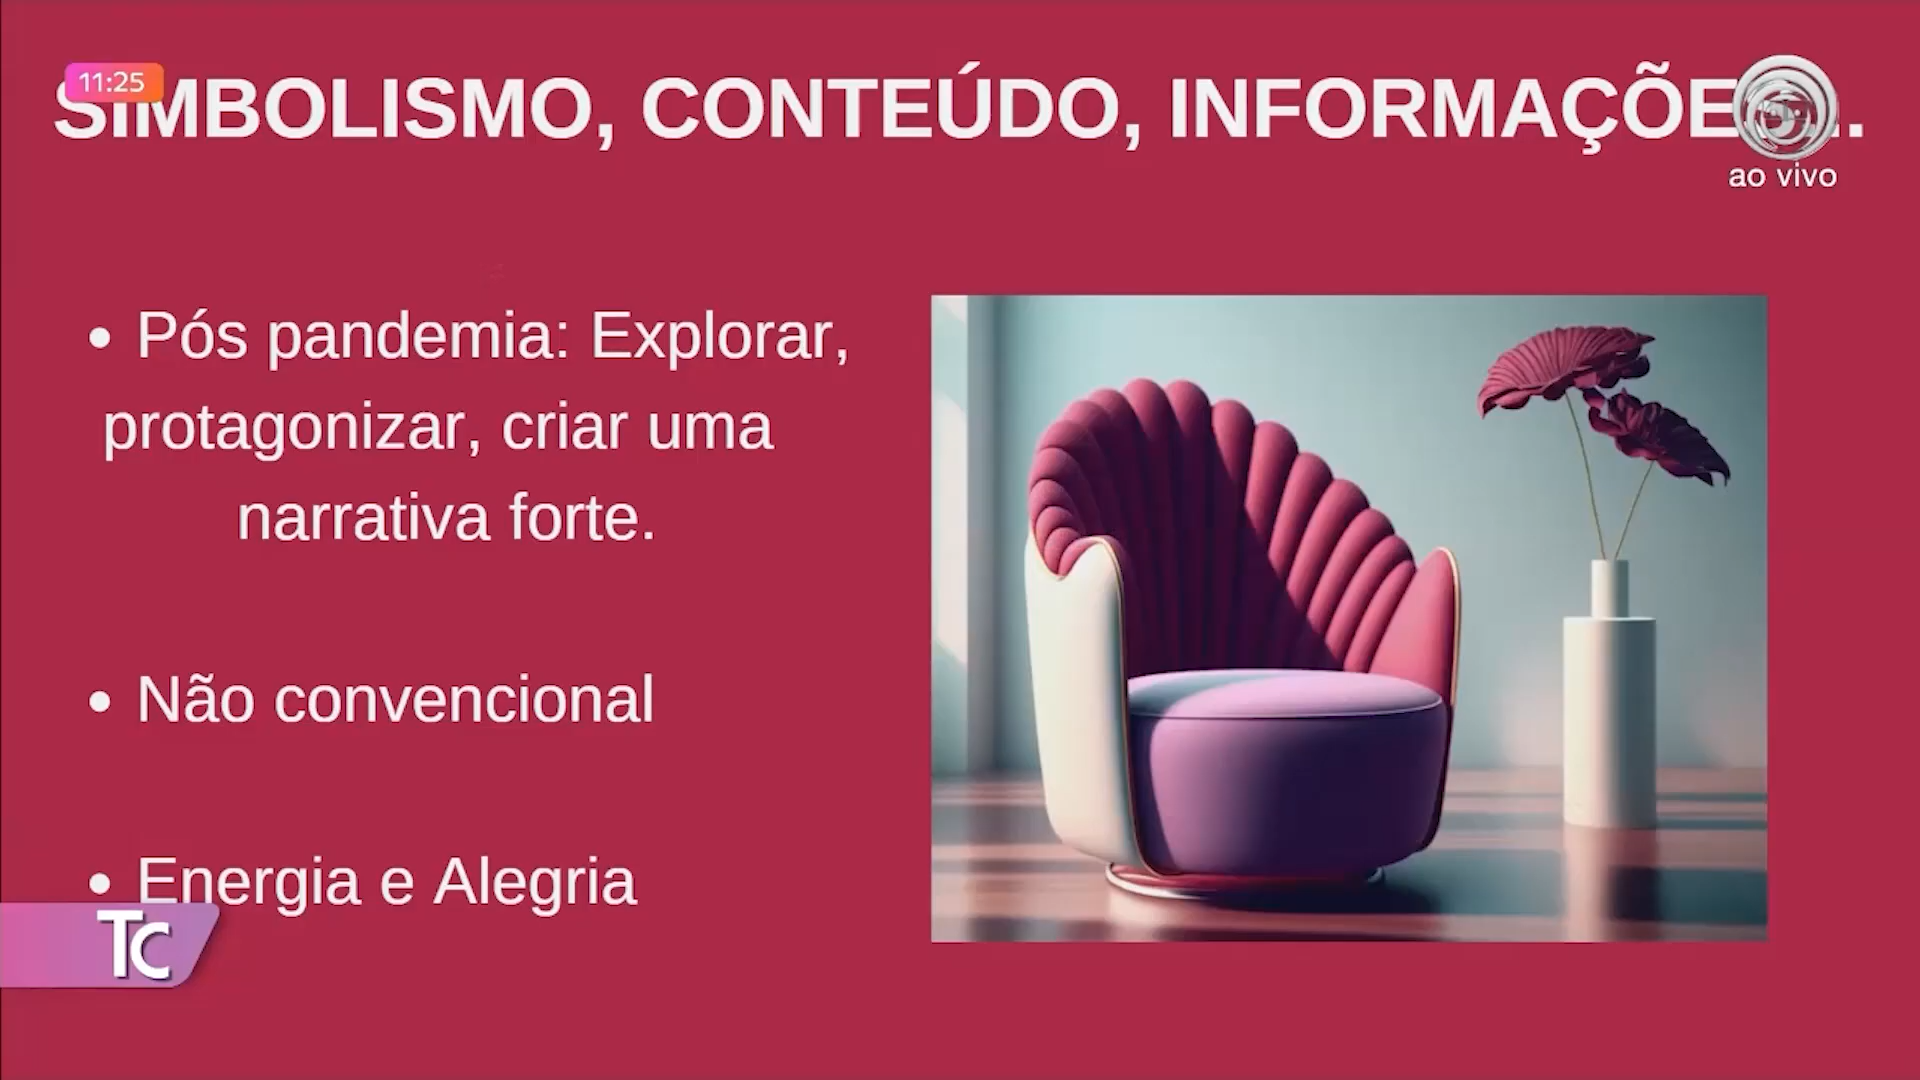 11:25
SIMBOLISMO, CONTEÚDO,
ao vivo
• Pós pandemia: Explorar,
protagonizar, criar uma
narrativa forte.
• Não convencional
• Energia e Alegria
Tc